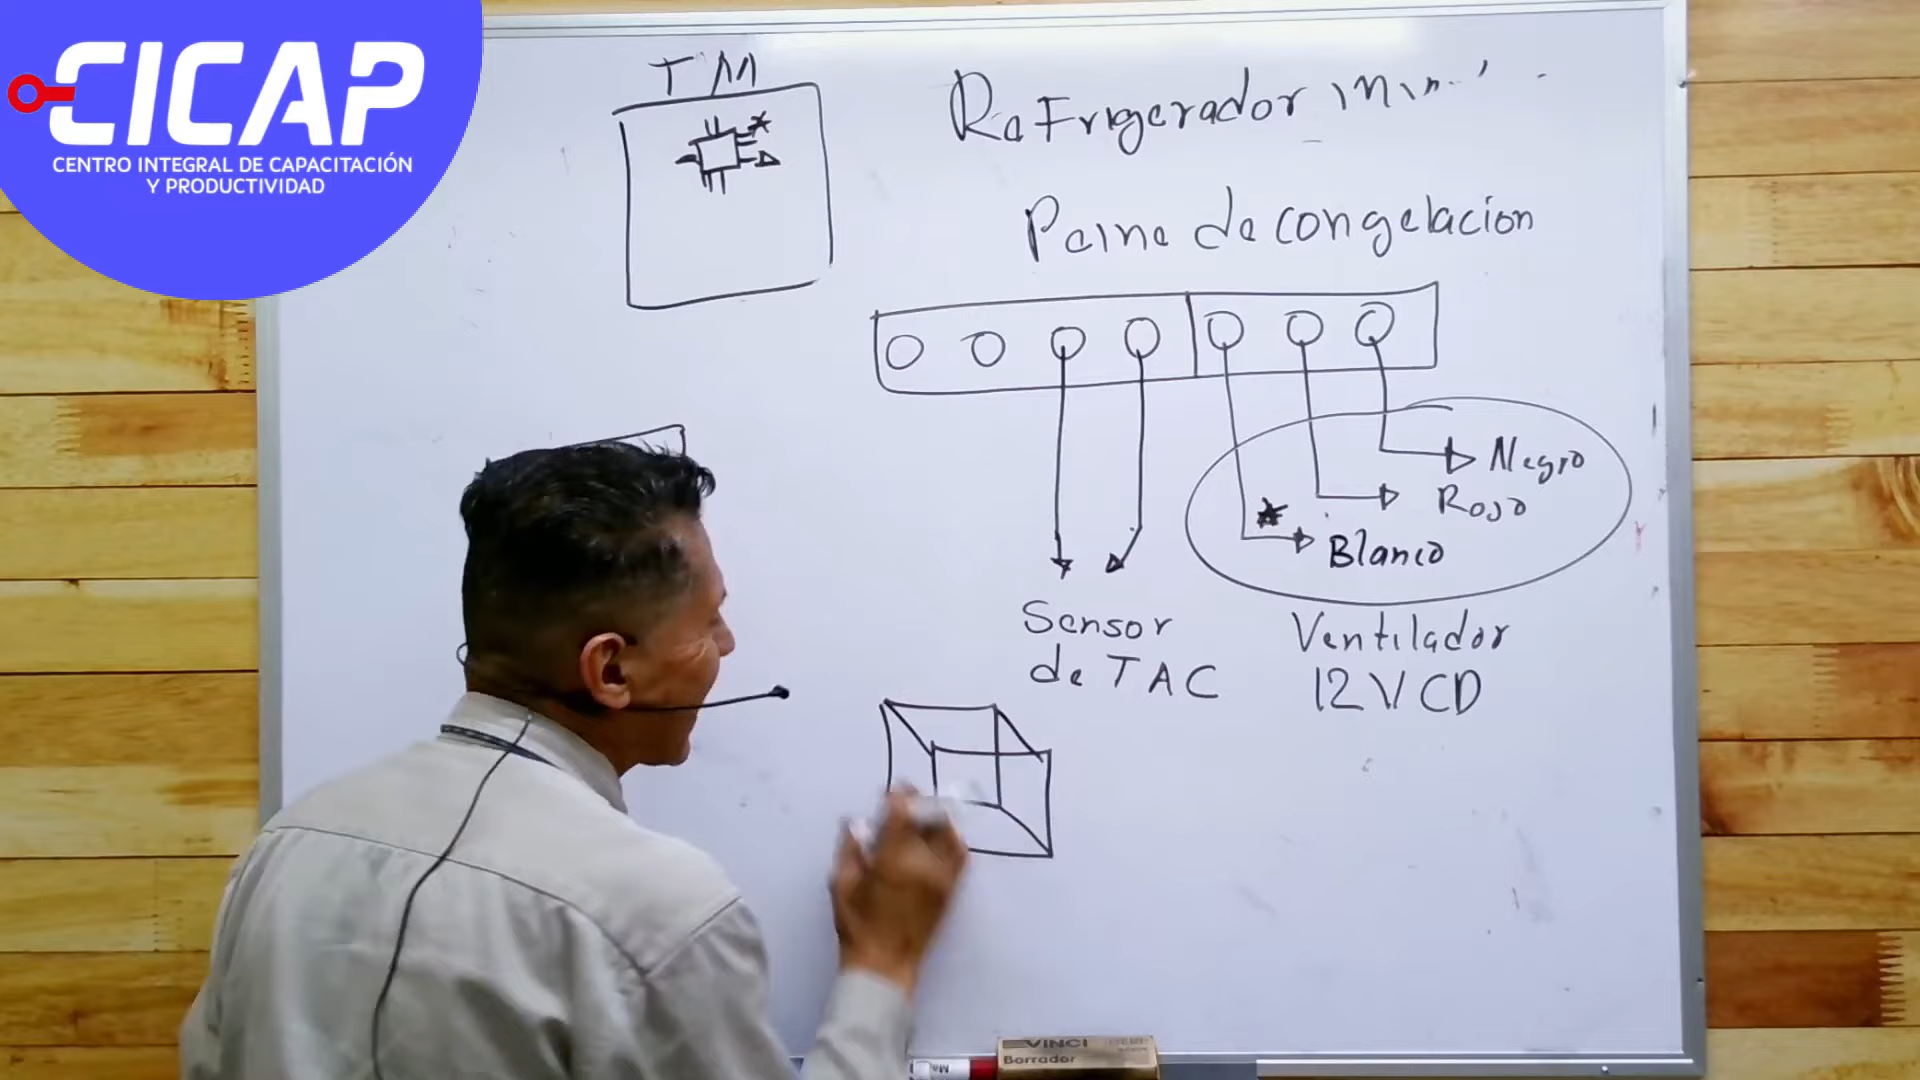 CICAP
CENTRO INTEGRAL DE CAPACITACIÓN
Y PRODUCTIVIDAD
TM
Refrigerador
Peine de congelacion
Negro
Rojo
Blanco
Sensor
de TAC
Ventilador
12VCD
VINCI
Borrador